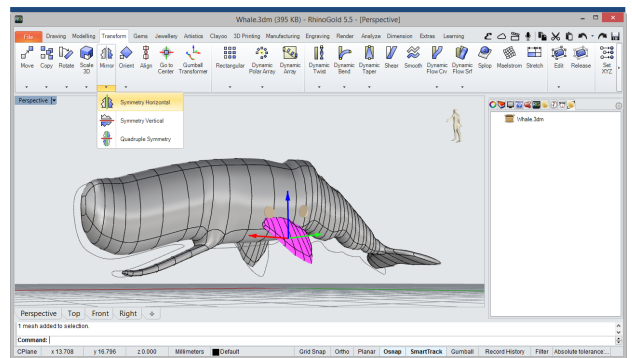 Whale.3dm (395 KB) - RhinoGold 5.5 - [Perspective]
File Drawing Modelling Transform Gems Jewellery Artistics Clayoo 3D Printing Manufacturing Engraving Render Analyze Dimension Extras Learning
Move Copy Rotate Scale 3D Mirror Orient Align Go to Center Gumball Transformer Rectangular Dynamic Polar Array Dynamic Array Dynamic Twist Dynamic Bend Dynamic Taper Shear Smooth Dynamic Flow Crv Dynamic Flow Srf Splop Maelstrom Stretch Edit Release Set XYZ
Perspective
Symmetry Horizontal
Symmetry Vertical
Quadruple Symmetry
Whale.3dm
Perspective Top Front Right
1 mesh added to selection.
Command:
CPlane x 13.708 y 16.796 z 0.000 Millimeters Default Grid Snap Ortho Planar Osnap SmartTrack Gumball Record History Filter Absolute tolerance:...